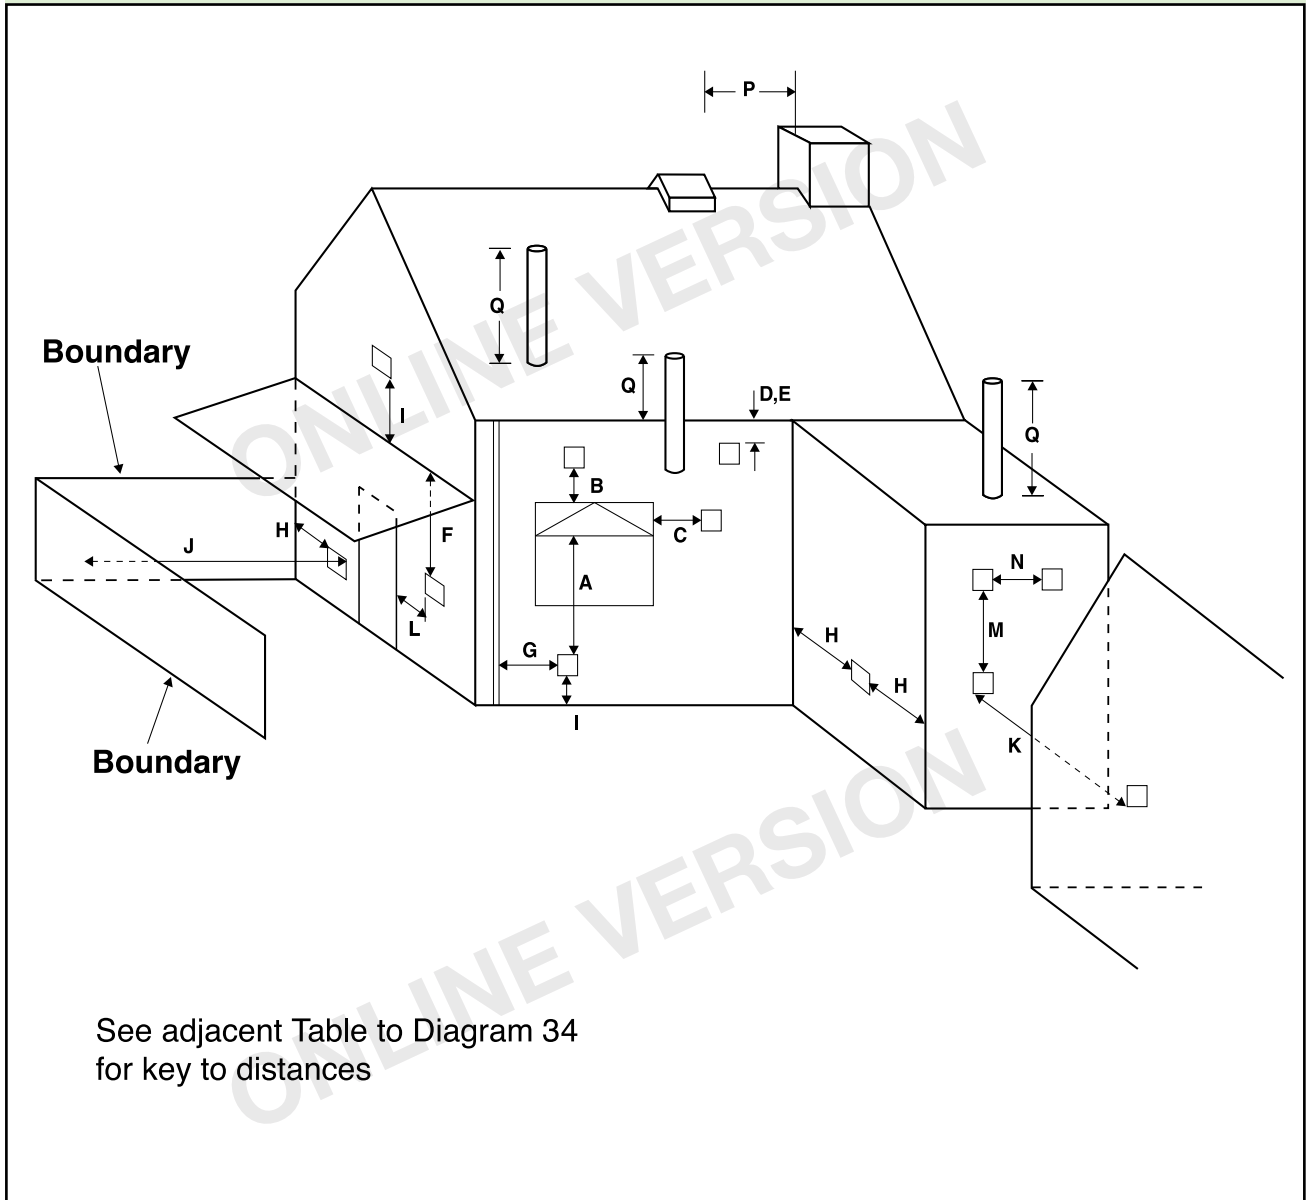 P
ONLINE VERSION
Q
Boundary
Q
D,E
I
Q
B
H
J
F
C
A
N
L
G
M
H
H
I
K
Boundary
ONLINE VERSION
See adjacent Table to Diagram 34
for key to distances